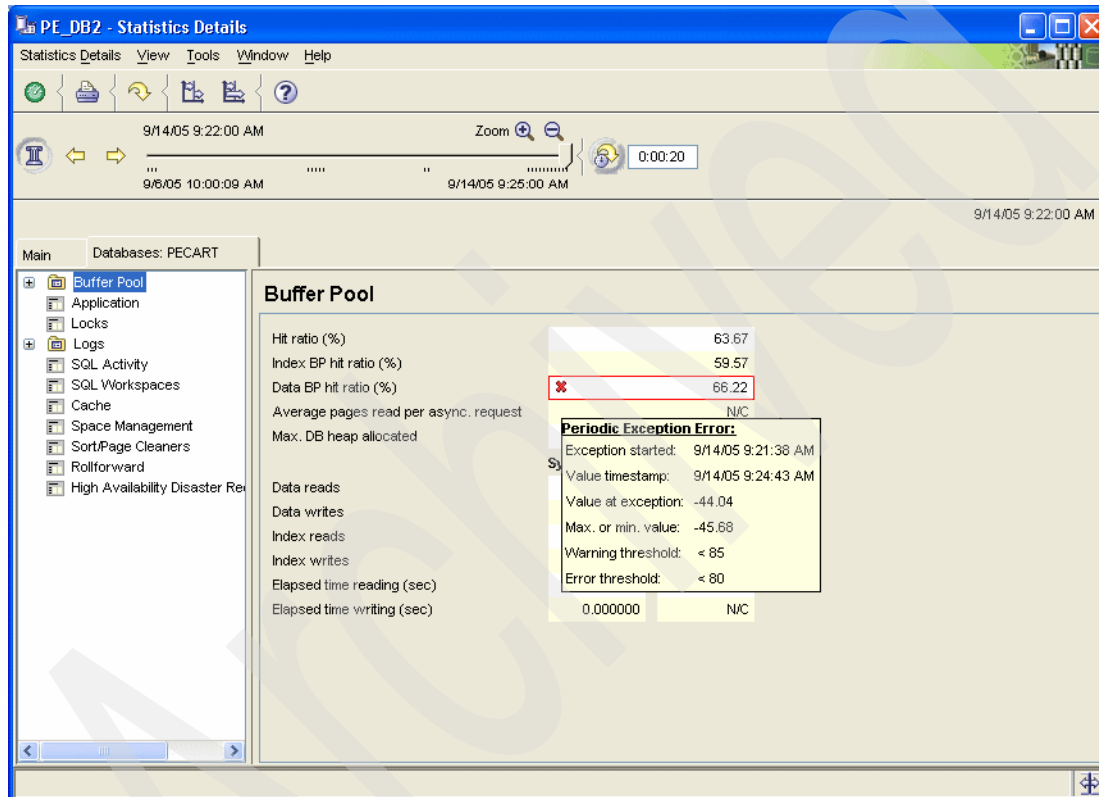 PE_DB2 - Statistics Details
Statistics Details View Tools Window Help
9/14/05 9:22:00 AM Zoom
0:00:20
9/6/05 10:00:09 AM 9/14/05 9:25:00 AM
9/14/05 9:22:00 AM
Main Databases: PECART
Buffer Pool
Application
Locks
Logs
SQL Activity
SQL Workspaces
Cache
Space Management
Sort/Page Cleaners
Rollforward
High Availability Disaster Re
Buffer Pool
Hit ratio (%) 63.67
Index BP hit ratio (%) 59.57
Data BP hit ratio (%) 66.22
Average pages read per async. request N/C
Max. DB heap allocated
Sy
Data reads
Data writes
Index reads
Index writes
Elapsed time reading (sec)
Elapsed time writing (sec) 0.000000 N/C
Periodic Exception Error:
Exception started: 9/14/05 9:21:38 AM
Value timestamp: 9/14/05 9:24:43 AM
Value at exception: -44.04
Max. or min. value: -45.68
Warning threshold: < 85
Error threshold: < 80